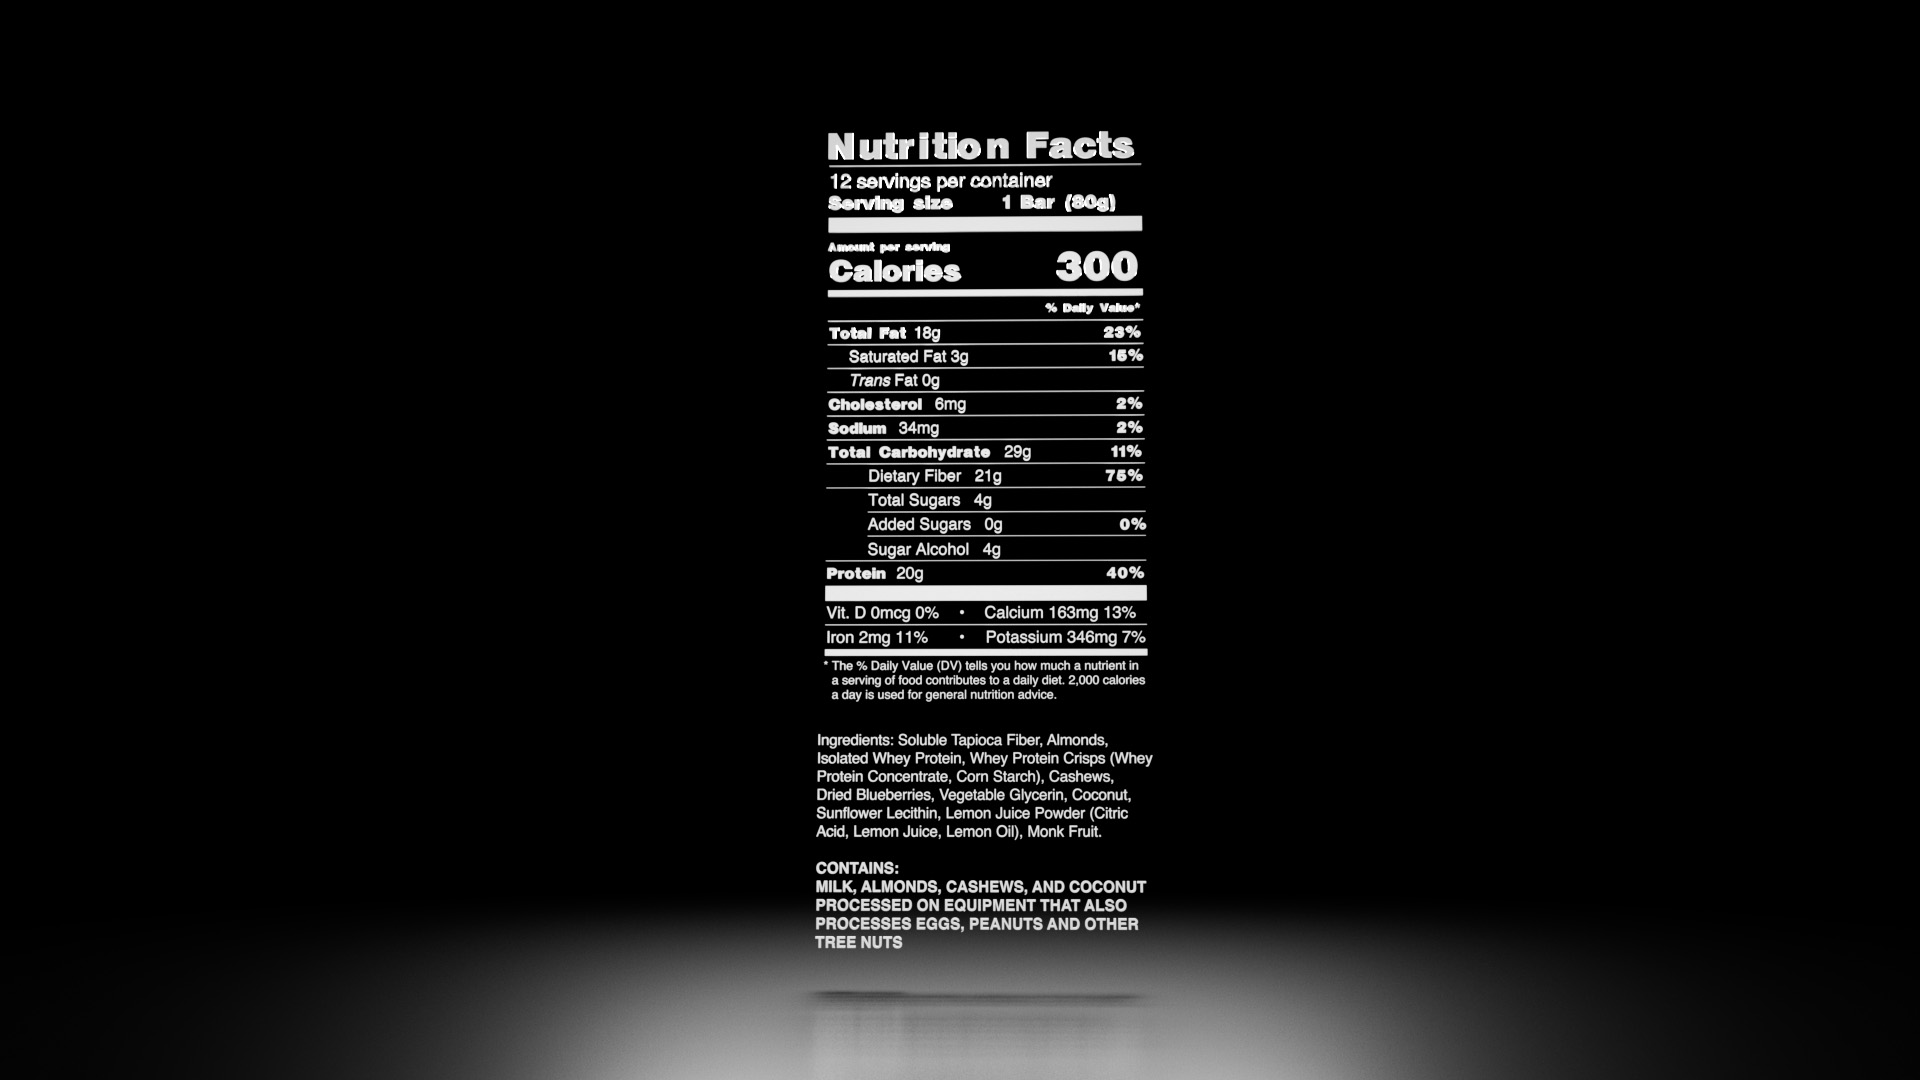 Nutrition Facts
12 servings per container
Serving size 1 Bar (80g)
Amount per serving
Calories 300
% Daily Value*
Total Fat 18g 23%
Saturated Fat 3g 15%
Trans Fat 0g
Cholesterol 6mg 2%
Sodium 34mg 2%
Total Carbohydrate 29g 11%
Dietary Fiber 21g 75%
Total Sugars 4g
Added Sugars 0g 0%
Sugar Alcohol 4g
Protein 20g 40%
Vit. D 0mcg 0% • Calcium 163mg 13%
Iron 2mg 11% • Potassium 346mg 7%
* The % Daily Value (DV) tells you how much a nutrient in
a serving of food contributes to a daily diet. 2,000 calories
a day is used for general nutrition advice.
Ingredients: Soluble Tapioca Fiber, Almonds,
Isolated Whey Protein, Whey Protein Crisps (Whey
Protein Concentrate, Corn Starch), Cashews,
Dried Blueberries, Vegetable Glycerin, Coconut,
Sunflower Lecithin, Lemon Juice Powder (Citric
Acid, Lemon Juice, Lemon Oil), Monk Fruit.
CONTAINS:
MILK, ALMONDS, CASHEWS, AND COCONUT
PROCESSED ON EQUIPMENT THAT ALSO
PROCESSES EGGS, PEANUTS AND OTHER
TREE NUTS